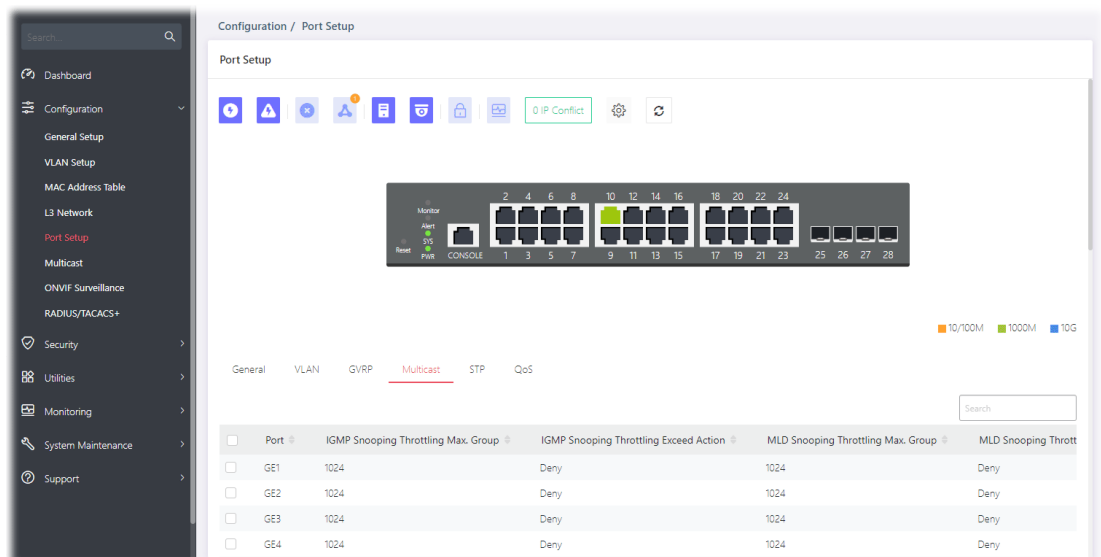 Search...
Dashboard
Configuration
General Setup
VLAN Setup
MAC Address Table
L3 Network
Port Setup
Multicast
ONVIF Surveillance
RADIUS/TACACS+
Security
Utilities
Monitoring
System Maintenance
Support
Configuration / Port Setup
Port Setup
0 IP Conflict
2 4 6 8 10 12 14 16 18 20 22 24
Monitor
Alert
SYS
Reset PWR CONSOLE 1 3 5 7 9 11 13 15 17 19 21 23 25 26 27 28
10/100M 1000M 10G
General VLAN GVRP Multicast STP QoS
Search
Port IGMP Snooping Throttling Max. Group IGMP Snooping Throttling Exceed Action MLD Snooping Throttling Max. Group MLD Snooping Thrott
GE1 1024 Deny 1024 Deny
GE2 1024 Deny 1024 Deny
GE3 1024 Deny 1024 Deny
GE4 1024 Deny 1024 Deny